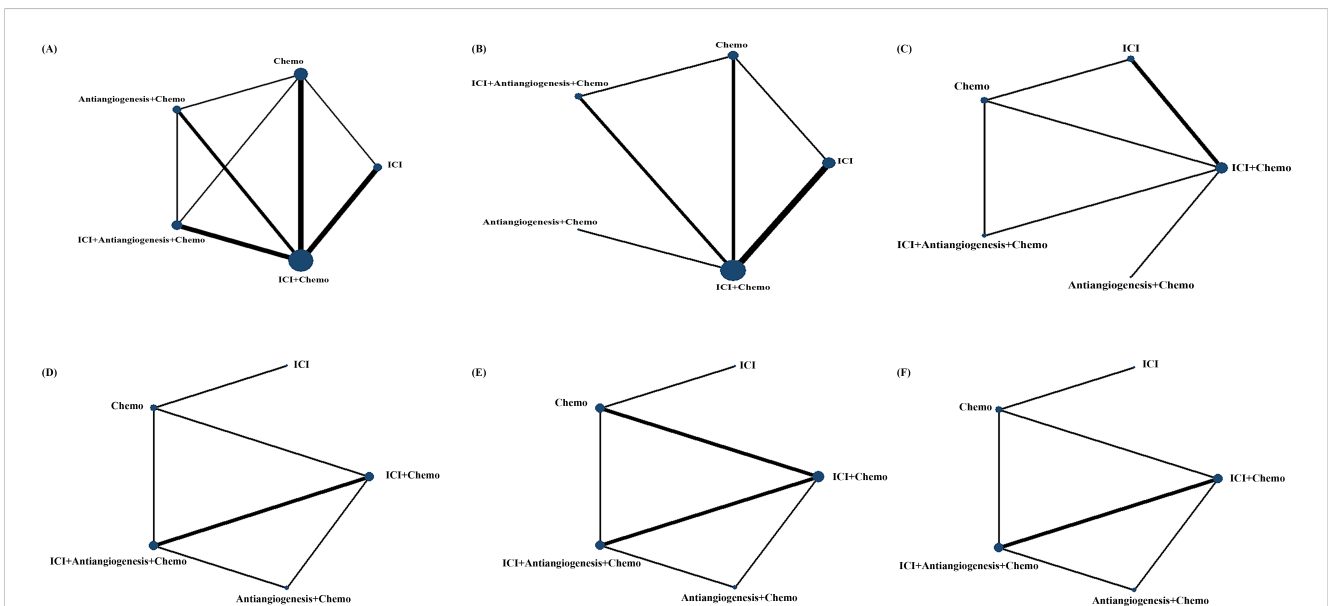 (A)
Chemo
Antiangiogenesis+Chemo
ICI
ICI+Antiangiogenesis+Chemo
ICI+Chemo
(B)
Chemo
ICI+Antiangiogenesis+Chemo
ICI
Antiangiogenesis+Chemo
ICI+Chemo
(C)
ICI
Chemo
ICI+Chemo
ICI+Antiangiogenesis+Chemo
Antiangiogenesis+Chemo
(D)
ICI
Chemo
ICI+Chemo
ICI+Antiangiogenesis+Chemo
Antiangiogenesis+Chemo
(E)
ICI
Chemo
ICI+Chemo
ICI+Antiangiogenesis+Chemo
Antiangiogenesis+Chemo
(F)
ICI
Chemo
ICI+Chemo
ICI+Antiangiogenesis+Chemo
Antiangiogenesis+Chemo